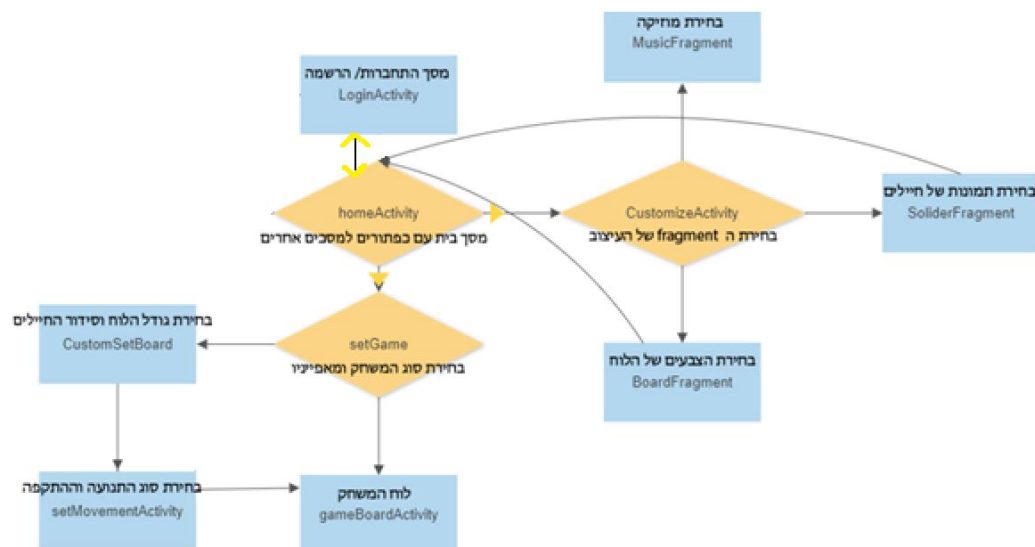 בחירת מוזיקה
MusicFragment
מסך התחברות/ הרשמה
LoginActivity
homeActivity
מסך בית עם כפתורים למסכים אחרים
CustomizeActivity
בחירת ה fragment של העיצוב
בחירת תמונות של חיילים
SoliderFragment
בחירת גודל הלוח וסידור החיילים
CustomSetBoard
setGame
בחירת סוג המשחק ומאפייניו
בחירת הצבעים של הלוח
BoardFragment
בחירת סוג התנועה וההתקפה
setMovementActivity
לוח המשחק
gameBoardActivity